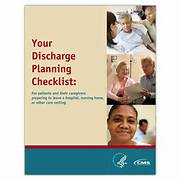 Your
Discharge
Planning
Checklist:
For patients and their caregivers
preparing to leave a hospital, nursing home,
or other care setting
CMS